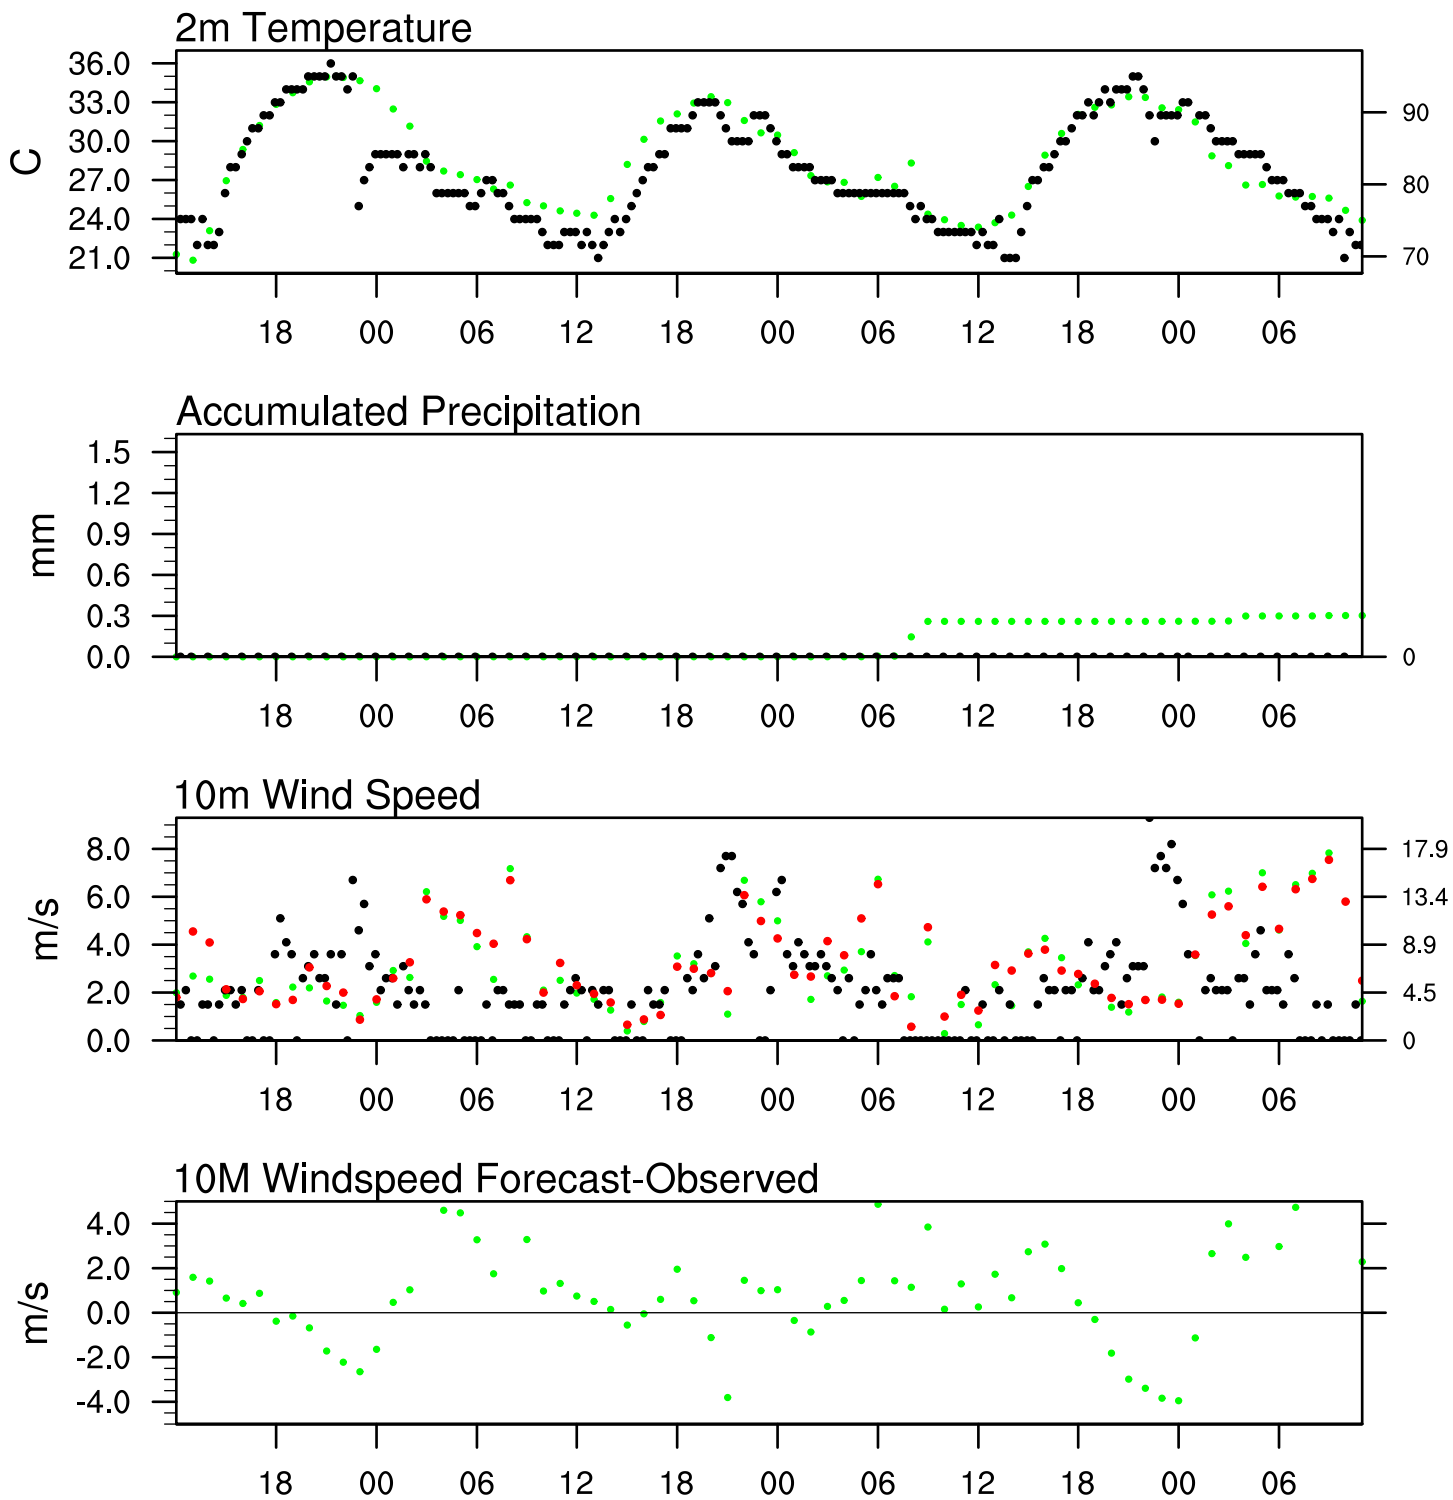 2m Temperature
36.0
33.0
30.0
27.0
24.0
21.0
C
90
80
70
18 00 06 12 18 00 06 12 18 00 06
Accumulated Precipitation
1.5
1.2
0.9
0.6
0.3
0.0
mm
0
18 00 06 12 18 00 06 12 18 00 06
10m Wind Speed
8.0
6.0
4.0
2.0
0.0
m/s
17.9
13.4
8.9
4.5
0
18 00 06 12 18 00 06 12 18 00 06
10M Windspeed Forecast-Observed
4.0
2.0
0.0
-2.0
-4.0
m/s
18 00 06 12 18 00 06 12 18 00 06